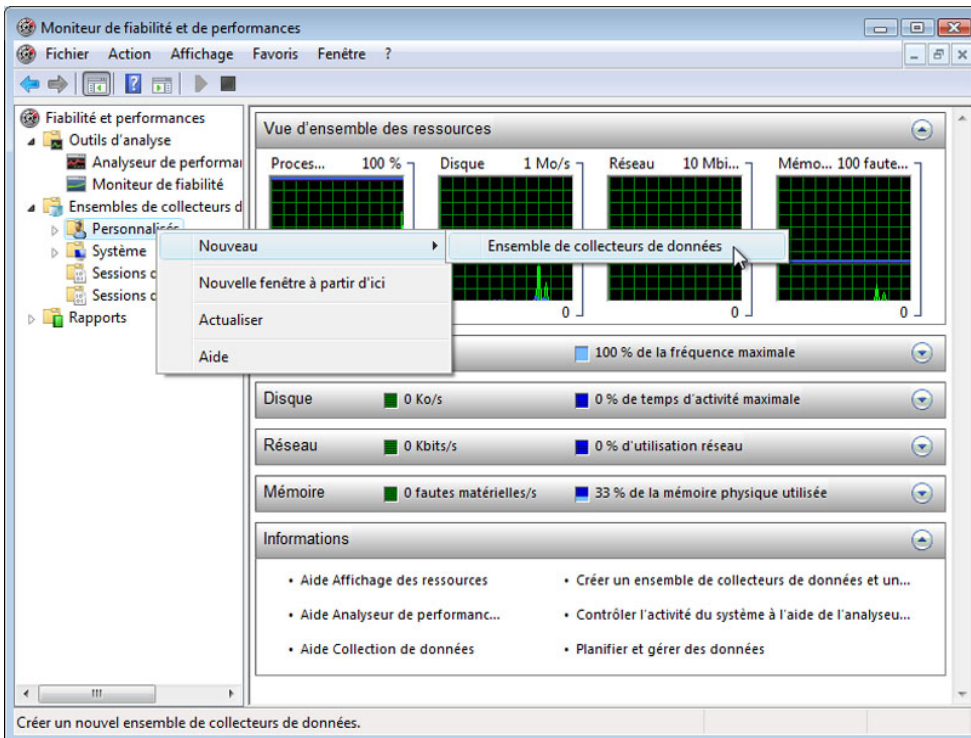 Moniteur de fiabilité et de performances
Fichier Action Affichage Favoris Fenêtre ?
Fiabilité et performances
Outils d'analyse
Analyseur de performa
Moniteur de fiabilité
Ensembles de collecteurs d
Personnalisés
Système
Sessions d
Sessions d
Rapports
Nouveau
Nouvelle fenêtre à partir d'ici
Actualiser
Aide
Ensemble de collecteurs de données
Vue d'ensemble des ressources
Proces... 100 % Disque 1 Mo/s Réseau 10 Mbi... Mémo... 100 faute...
0 0 0
100 % de la fréquence maximale
Disque 0 Ko/s 0 % de temps d'activité maximale
Réseau 0 Kbits/s 0 % d'utilisation réseau
Mémoire 0 fautes matérielles/s 33 % de la mémoire physique utilisée
Informations
• Aide Affichage des ressources • Créer un ensemble de collecteurs de données et un...
• Aide Analyseur de performanc... • Contrôler l'activité du système à l'aide de l'analyseu...
• Aide Collection de données • Planifier et gérer des données
Créer un nouvel ensemble de collecteurs de données.